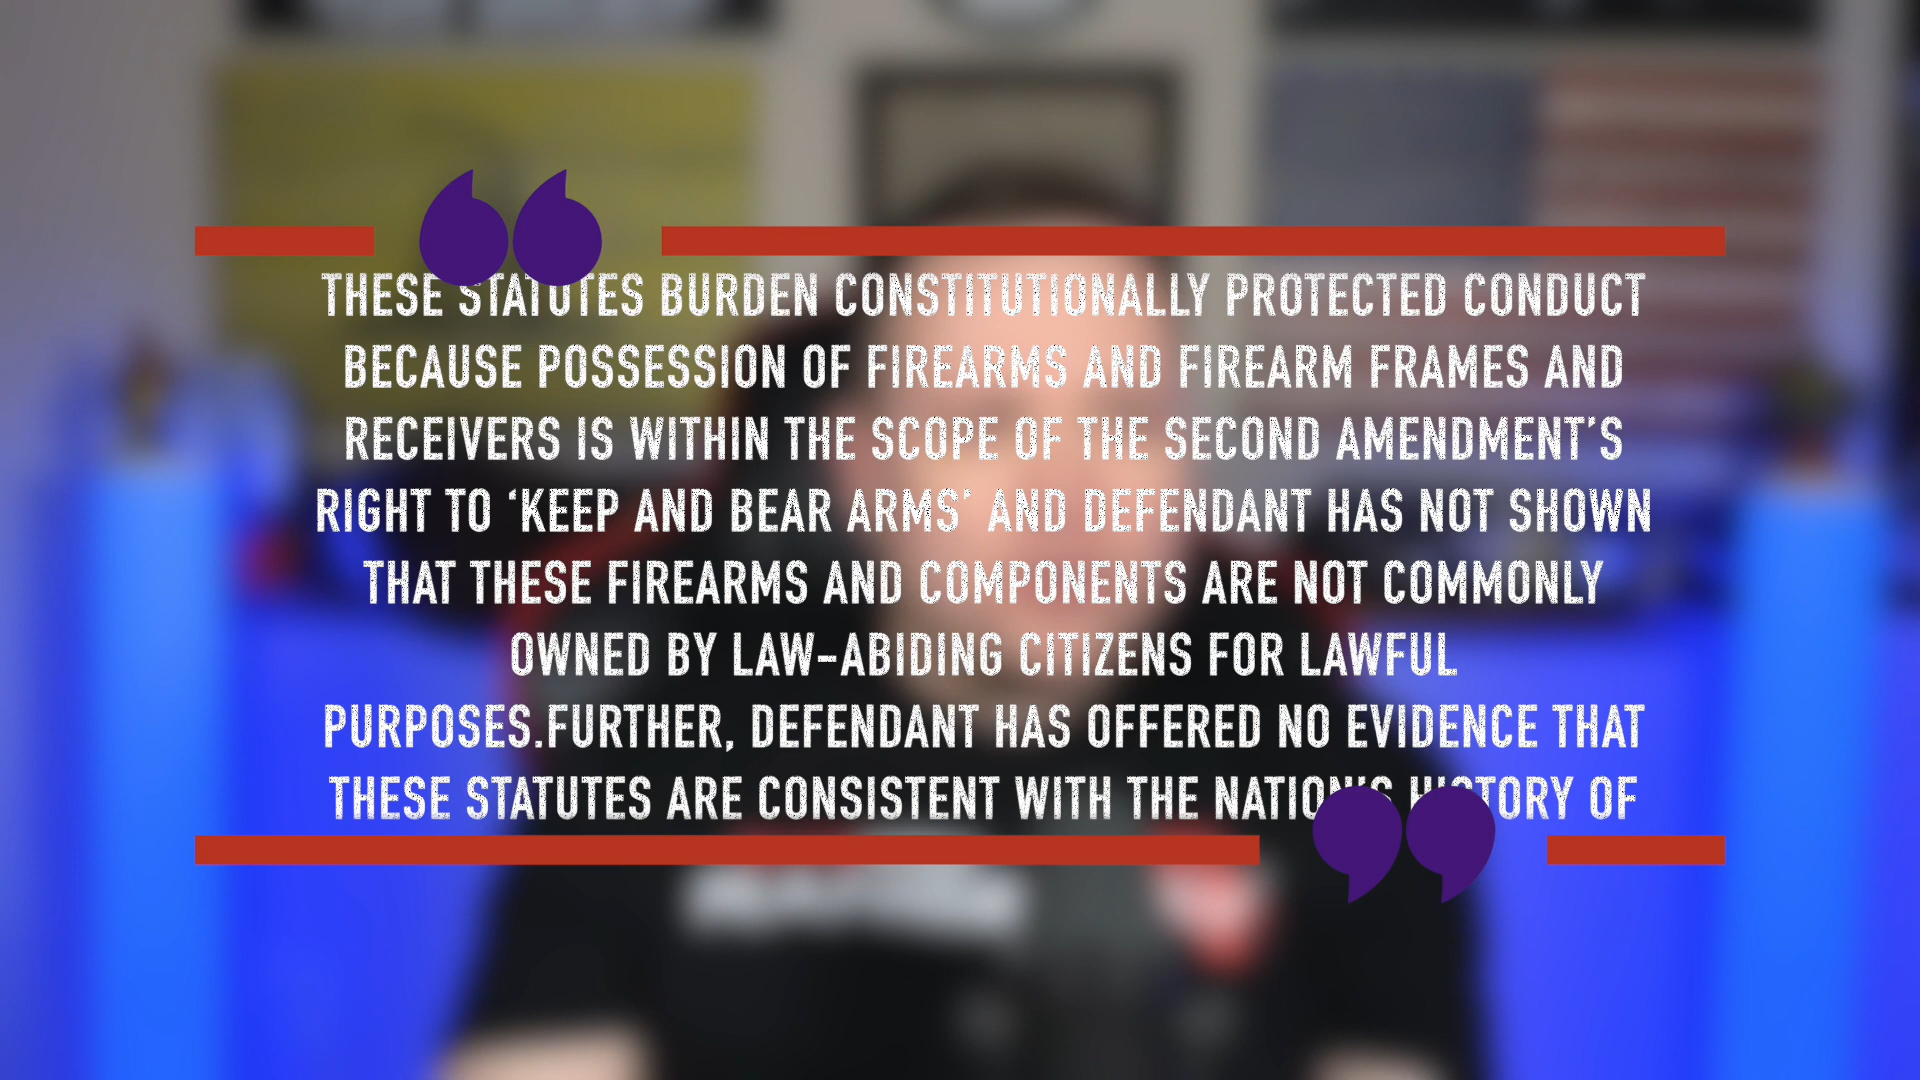 THESE STATUTES BURDEN CONSTITUTIONALLY PROTECTED CONDUCT
BECAUSE POSSESSION OF FIREARMS AND FIREARM FRAMES AND
RECEIVERS IS WITHIN THE SCOPE OF THE SECOND AMENDMENT’S
RIGHT TO ‘KEEP AND BEAR ARMS’ AND DEFENDANT HAS NOT SHOWN
THAT THESE FIREARMS AND COMPONENTS ARE NOT COMMONLY
OWNED BY LAW-ABIDING CITIZENS FOR LAWFUL
PURPOSES.FURTHER, DEFENDANT HAS OFFERED NO EVIDENCE THAT
THESE STATUTES ARE CONSISTENT WITH THE NATION’S HISTORY OF